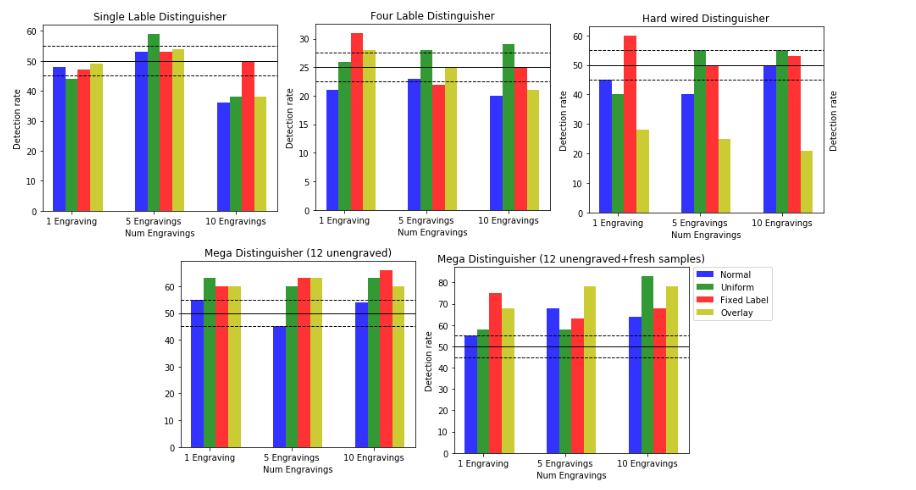 Single Lable Distinguisher
Detection rate
60
50
40
30
20
10
0
1 Engraving 5 Engravings 10 Engravings
Num Engravings
Four Lable Distinguisher
Detection rate
30
25
20
15
10
5
0
1 Engraving 5 Engravings 10 Engravings
Num Engravings
Hard wired Distinguisher
Detection rate
60
50
40
30
20
10
0
1 Engraving 5 Engravings 10 Engravings
Num Engravings
Detection rate
Mega Distinguisher (12 unengraved)
60
50
40
30
20
10
0
1 Engraving 5 Engravings 10 Engravings
Num Engravings
Mega Distinguisher (12 unengraved+fresh samples)
Detection rate
80
70
60
50
40
30
20
10
0
1 Engraving 5 Engravings 10 Engravings
Num Engravings
Normal
Uniform
Fixed Label
Overlay